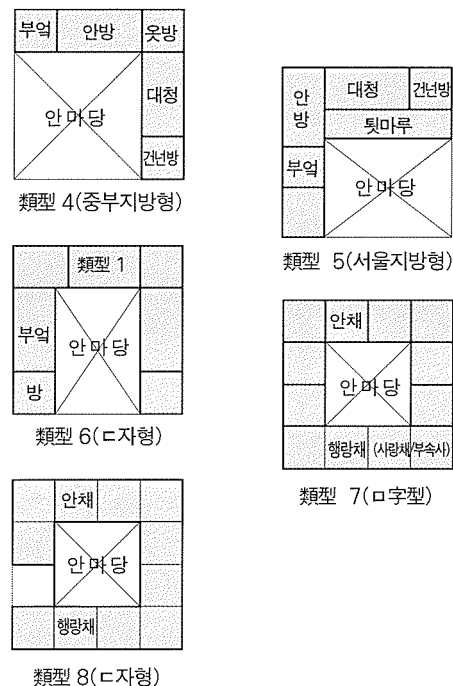 부엌 안방 옷방
대청
안마당
건넌방
類型 4(중부지방형)
안방 대청 건넌방
툇마루
부엌
안마당
類型 5(서울지방형)
類型 1
부엌
안마당
방
類型 6(ㄷ자형)
안채
안마당
행랑채 (사랑채/부속사)
類型 7(ㅁ字型)
안채
안마당
행랑채
類型 8(ㄷ자형)